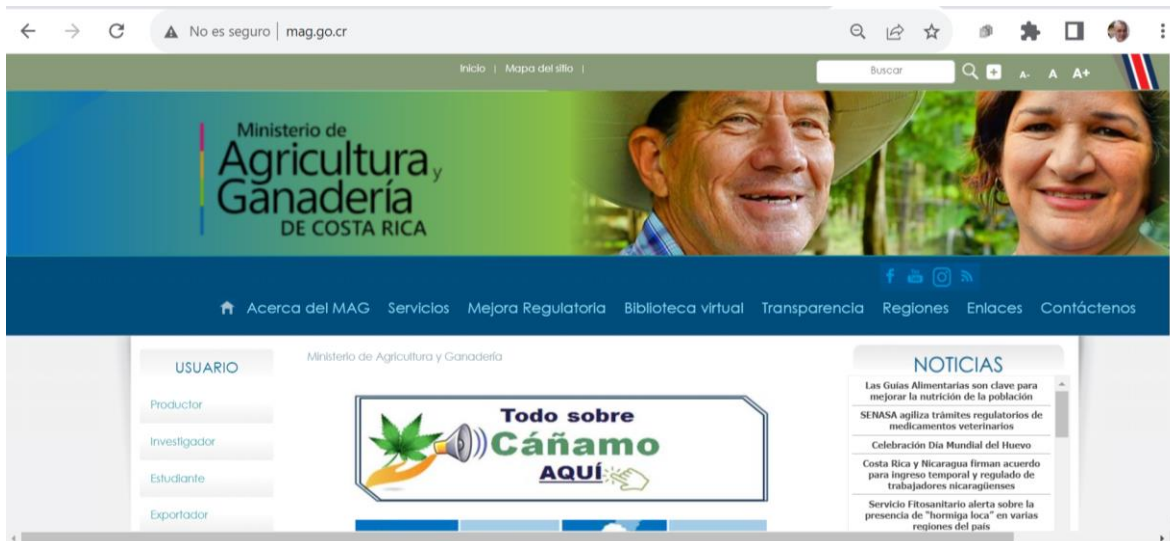 No es seguro | mag.go.cr
Inicio | Mapa del sitio |
Buscar
A- A A+
Ministerio de
Agricultura y
Ganadería
DE COSTA RICA
Acerca del MAG Servicios Mejora Regulatoria Biblioteca virtual Transparencia Regiones Enlaces Contáctenos
USUARIO
Productor
Investigador
Estudiante
Exportador
Ministerio de Agricultura y Ganadería
Todo sobre
Cáñamo
AQUÍ
NOTICIAS
Las Guías Alimentarias son clave para
mejorar la nutrición de la población
SENASA agiliza trámites regulatorios de
medicamentos veterinarios
Celebración Día Mundial del Huevo
Costa Rica y Nicaragua firman acuerdo
para ingreso temporal y regulado de
trabajadores nicaragüenses
Servicio Fitosanitario alerta sobre la
presencia de "hormiga loca" en varias
regiones del país